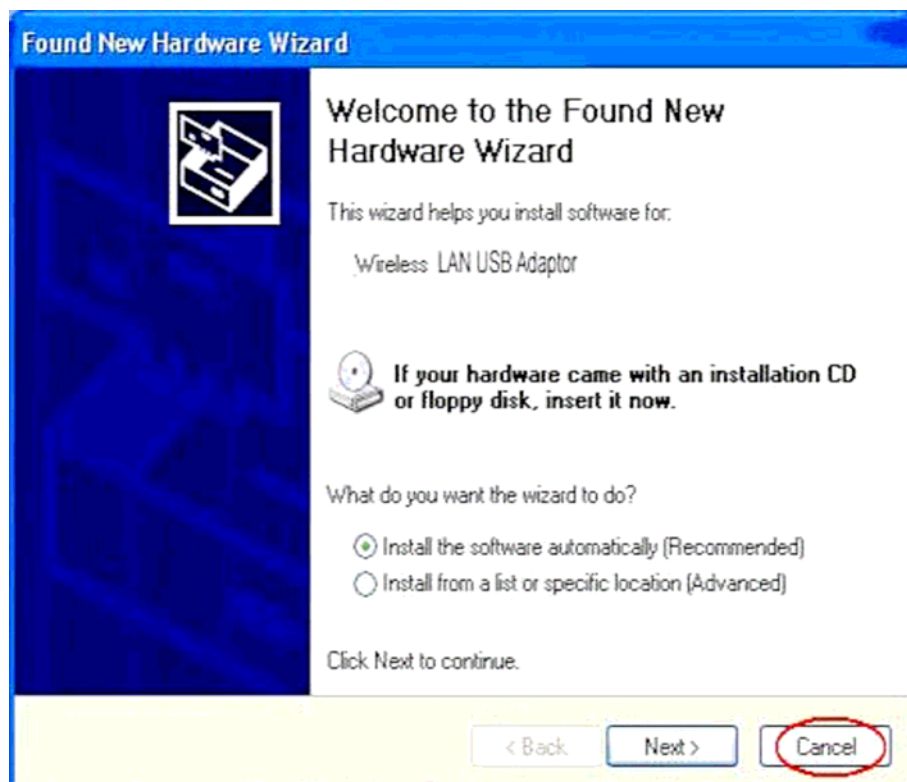 Found New Hardware Wizard
Welcome to the Found New
Hardware Wizard
This wizard helps you install software for:
Wireless LAN USB Adaptor
If your hardware came with an installation CD
or floppy disk, insert it now.
What do you want the wizard to do?
Install the software automatically (Recommended)
Install from a list or specific location (Advanced)
Click Next to continue.
< Back Next > Cancel